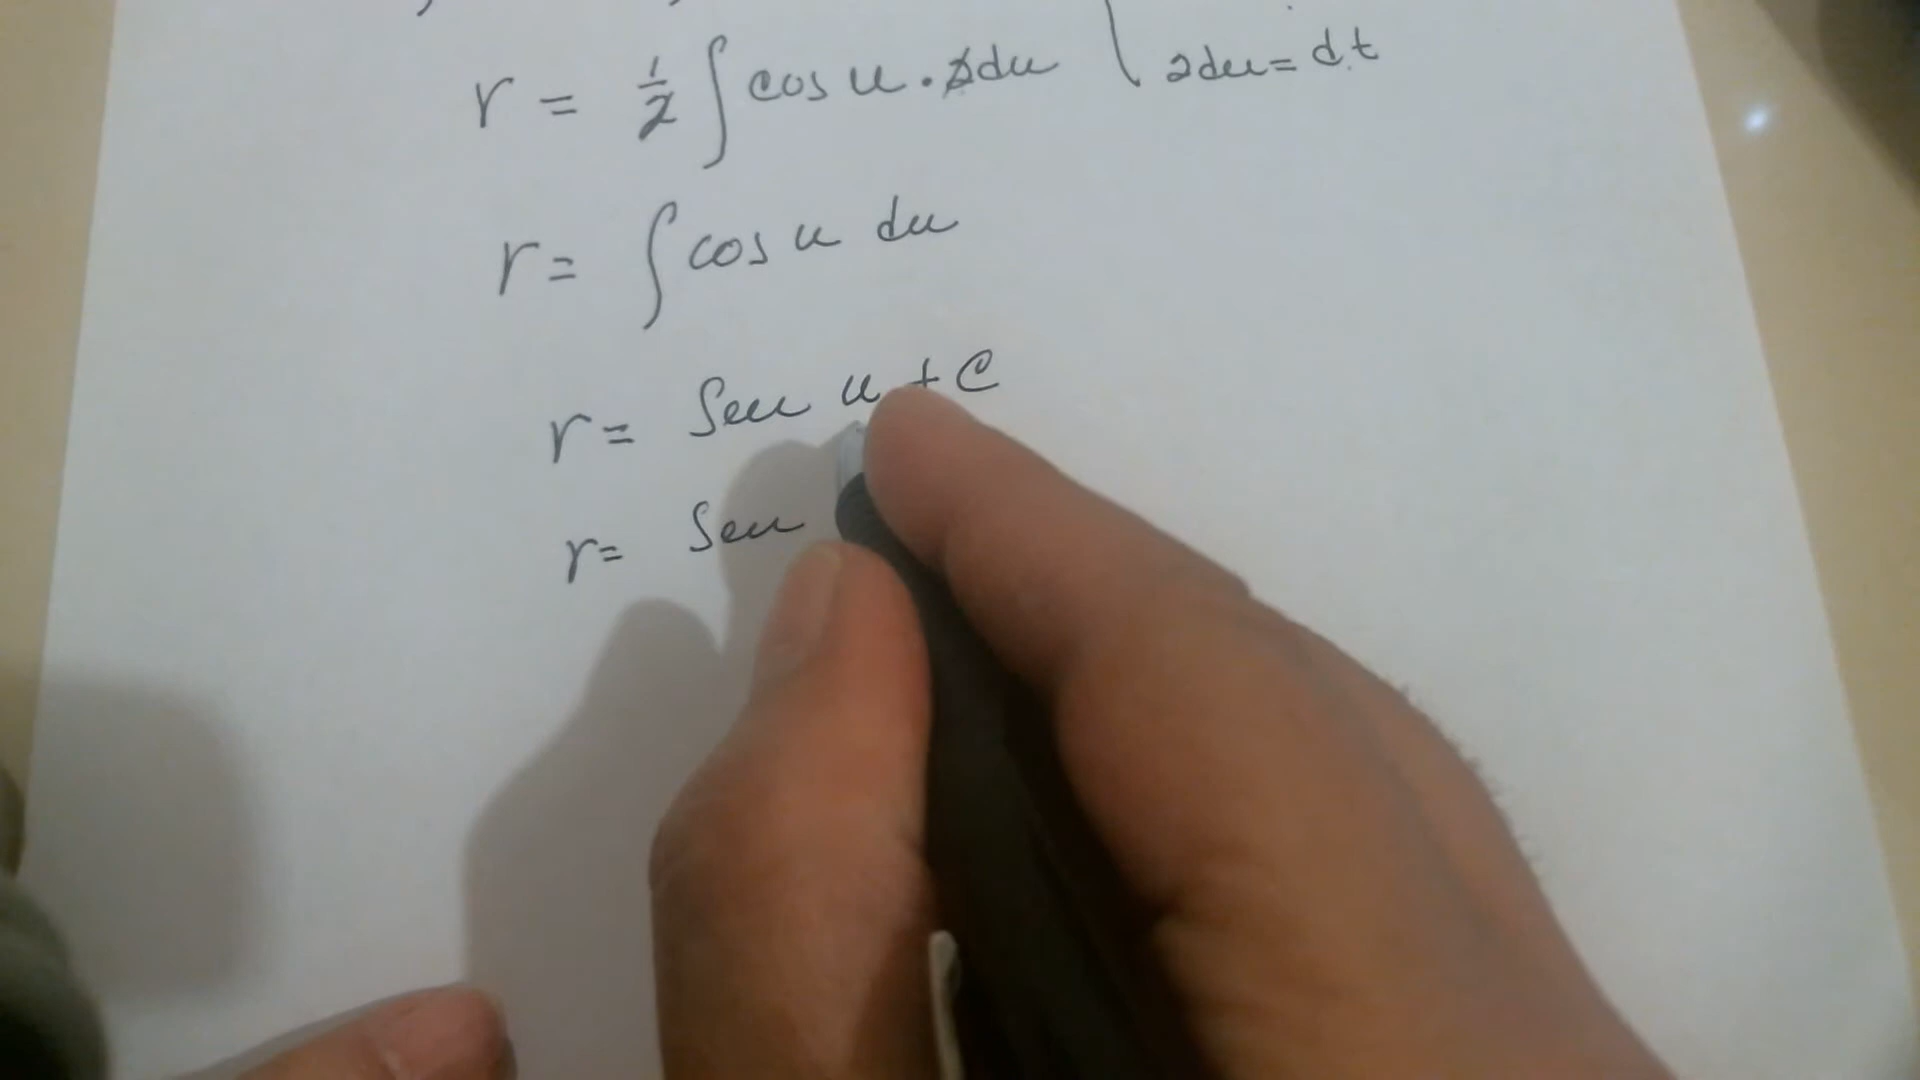 r = 1/2 ∫ cos u . 2du | 2du = dt
r = ∫ cos u du
r = Sen u + C
r = Sen